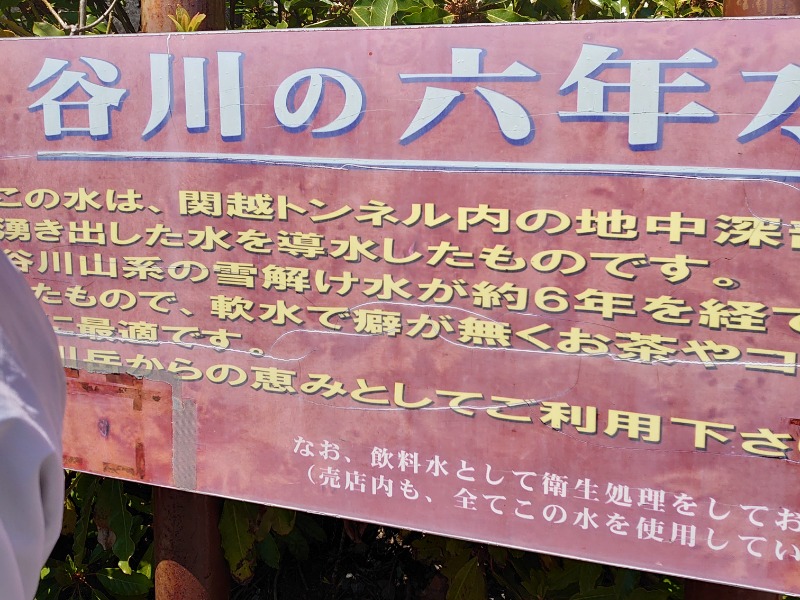 谷川の六年水
この水は、関越トンネル内の地中深部
湧き出した水を導水したものです。
谷川山系の雪解け水が約6年を経て
たもので、軟水で癖が無くお茶やコ
に最適です。
川岳からの恵みとしてご利用下さ
なお、飲料水として衛生処理をしてお
（売店内も、全てこの水を使用してい